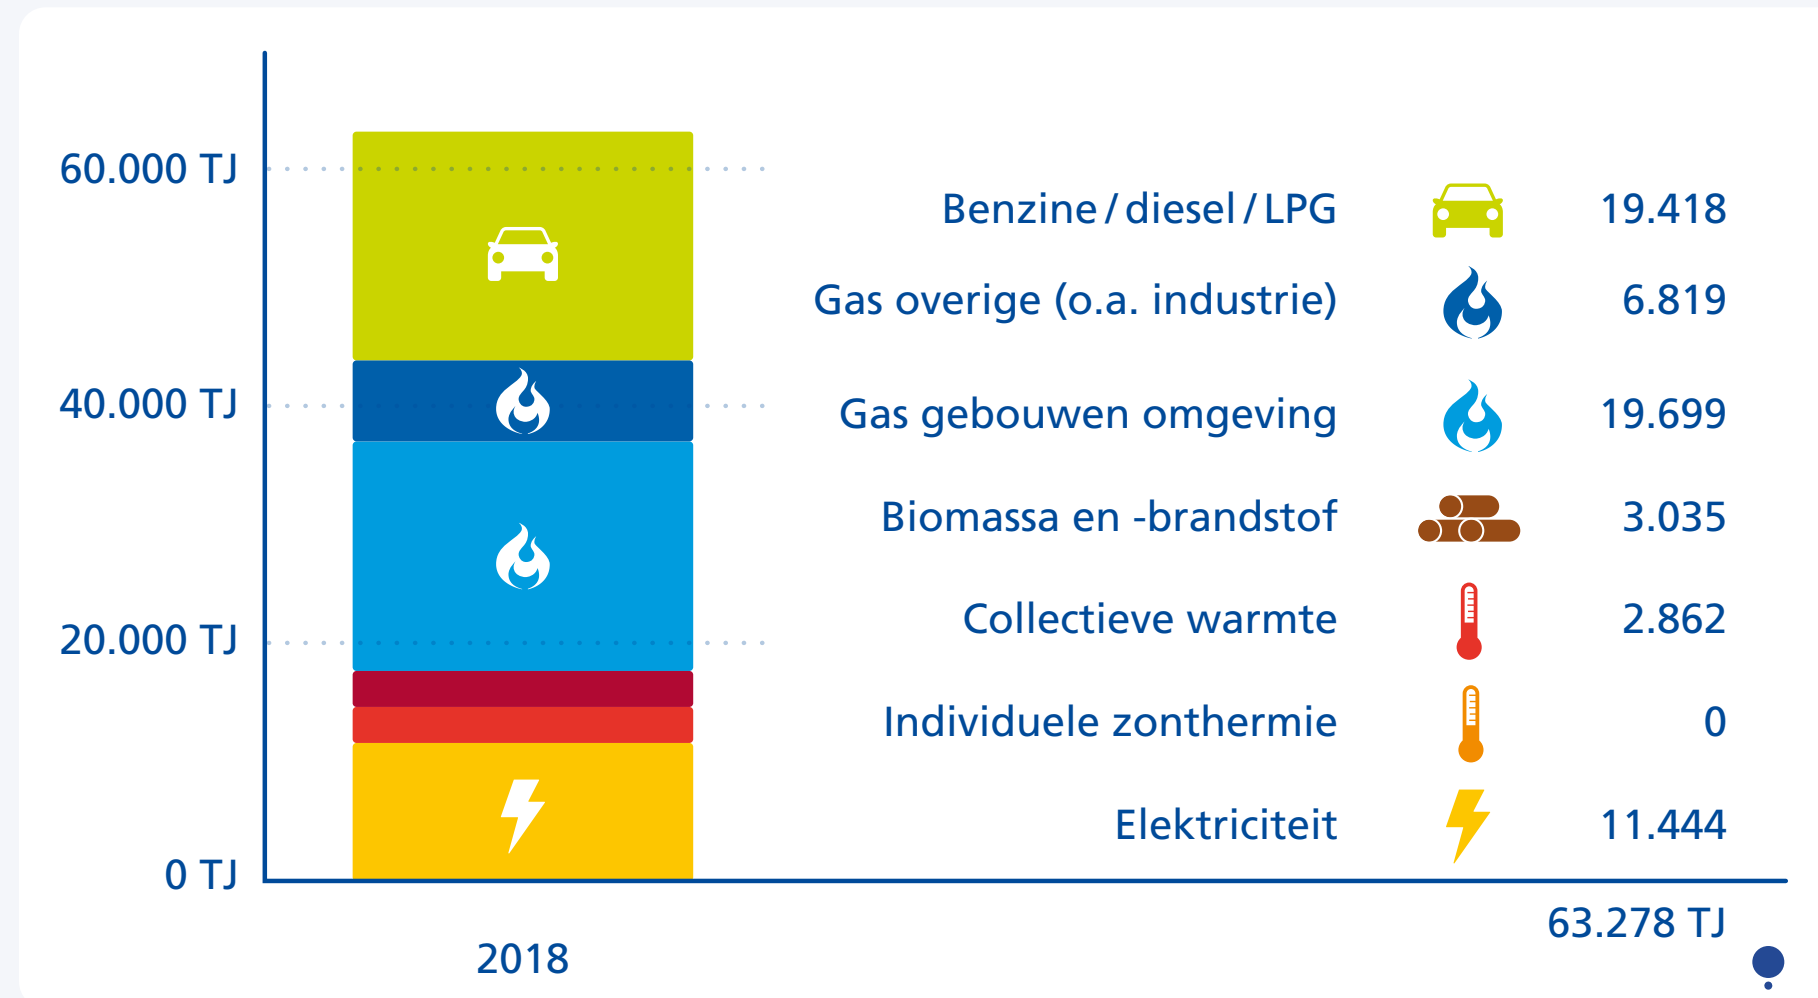 60.000 TJ
40.000 TJ
20.000 TJ
0 TJ
2018
Benzine / diesel / LPG 19.418
Gas overige (o.a. industrie) 6.819
Gas gebouwen omgeving 19.699
Biomassa en -brandstof 3.035
Collectieve warmte 2.862
Individuele zonthermie 0
Elektriciteit 11.444
63.278 TJ